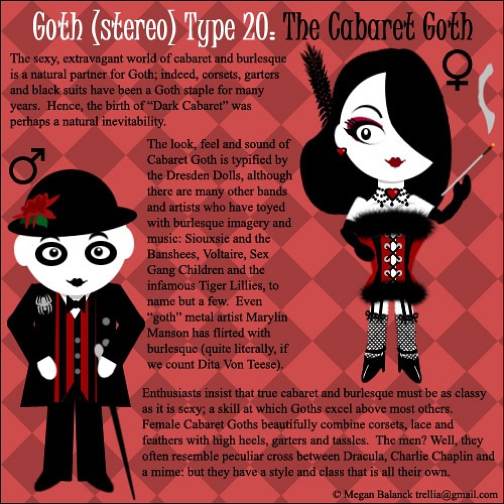 Goth (stereo) Type 20: The Cabaret Goth
The sexy, extravagant world of cabaret and burlesque
is a natural partner for Goth; indeed, corsets, garters
and black suits have been a Goth staple for many
years. Hence, the birth of “Dark Cabaret” was
perhaps a natural inevitability.
The look, feel and sound of
Cabaret Goth is typified by
the Dresden Dolls, although
there are many other bands
and artists who have toyed
with burlesque imagery and
music: Siouxsie and the
Banshees, Voltaire, Sex
Gang Children and the
infamous Tiger Lillies, to
name but a few. Even
“goth” metal artist Marylin
Manson has flirted with
burlesque (quite literally, if
we count Dita Von Teese).
Enthusiasts insist that true cabaret and burlesque must be as classy
as it is sexy; a skill at which Goths excel above most others.
Female Cabaret Goths beautifully combine corsets, lace and
feathers with high heels, garters and tassles. The men? Well, they
often resemble peculiar cross between Dracula, Charlie Chaplin and
a mime: but they have a style and class that is all their own.
© Megan Balanck trellia@gmail.com